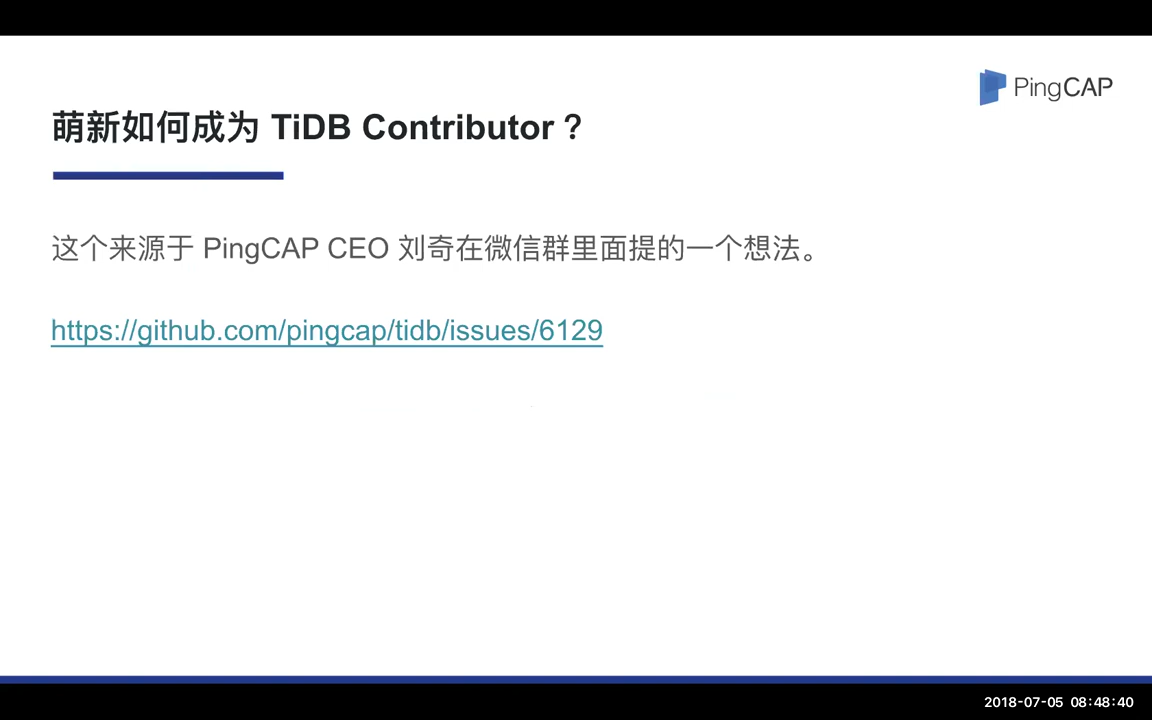 PingCAP
萌新如何成为 TiDB Contributor？
这个来源于 PingCAP CEO 刘奇在微信群里面提的一个想法。
https://github.com/pingcap/tidb/issues/6129
2018-07-05 08:48:40